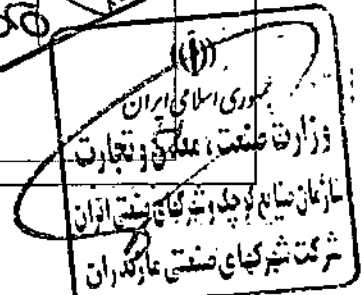 جمهوری اسلامی ایران
وزارت صنعت، معدن و تجارت
سازمان صنایع کوچک و شهرکهای صنعتی ایران
شرکت شهرکهای صنعتی مازندران